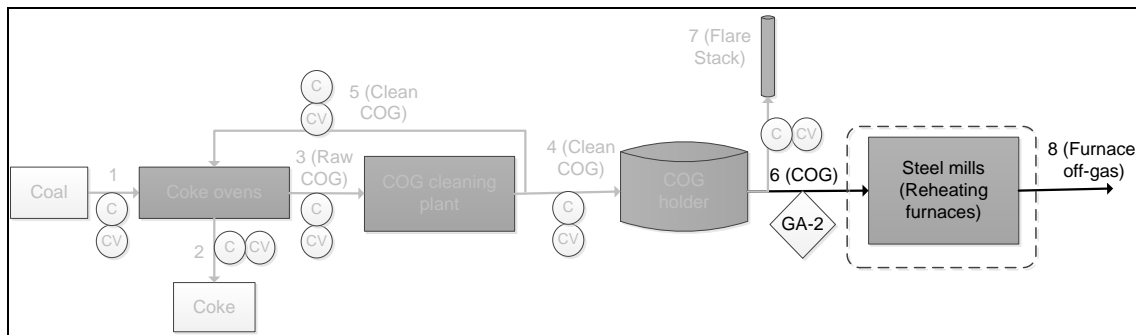 7 (Flare
Stack)
C
CV
5 (Clean
COG)
C
CV
Coal
1
C
CV
Coke ovens
3 (Raw
COG)
C
CV
COG cleaning
plant
4 (Clean
COG)
C
CV
COG
holder
6 (COG)
GA-2
Steel mills
(Reheating
furnaces)
8 (Furnace
off-gas)
2
C
CV
Coke